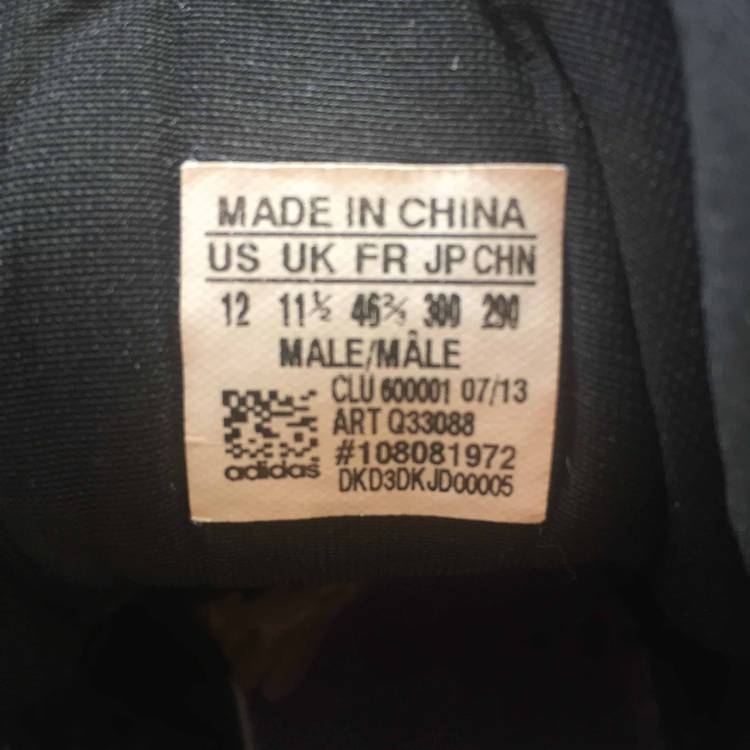 MADE IN CHINA
US UK FR JP CHN
12 11½ 46⅔ 300 290
MALE/MÂLE
CLU 600001 07/13
ART Q33088
#108081972
adidas
DKD3DKJD00005